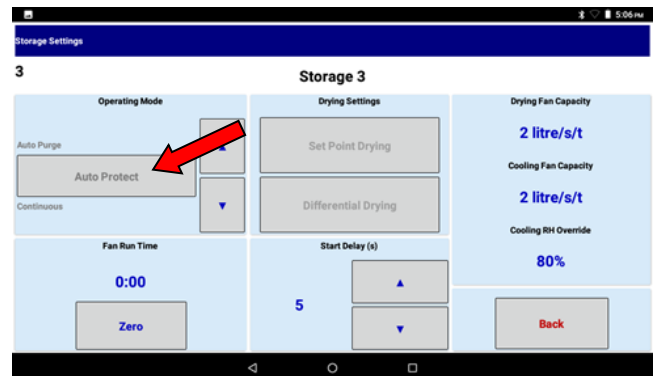 5:06 PM
Storage Settings
3
Storage 3
Operating Mode
Auto Purge
Auto Protect
Continuous
Drying Settings
Set Point Drying
Differential Drying
Drying Fan Capacity
2 litre/s/t
Cooling Fan Capacity
2 litre/s/t
Cooling RH Override
80%
Fan Run Time
0:00
Zero
Start Delay (s)
5
Back